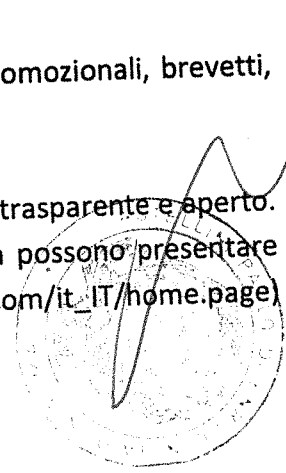 omozionali, brevetti,
trasparente e aperto.
possono presentare
om/it_IT/home.page)